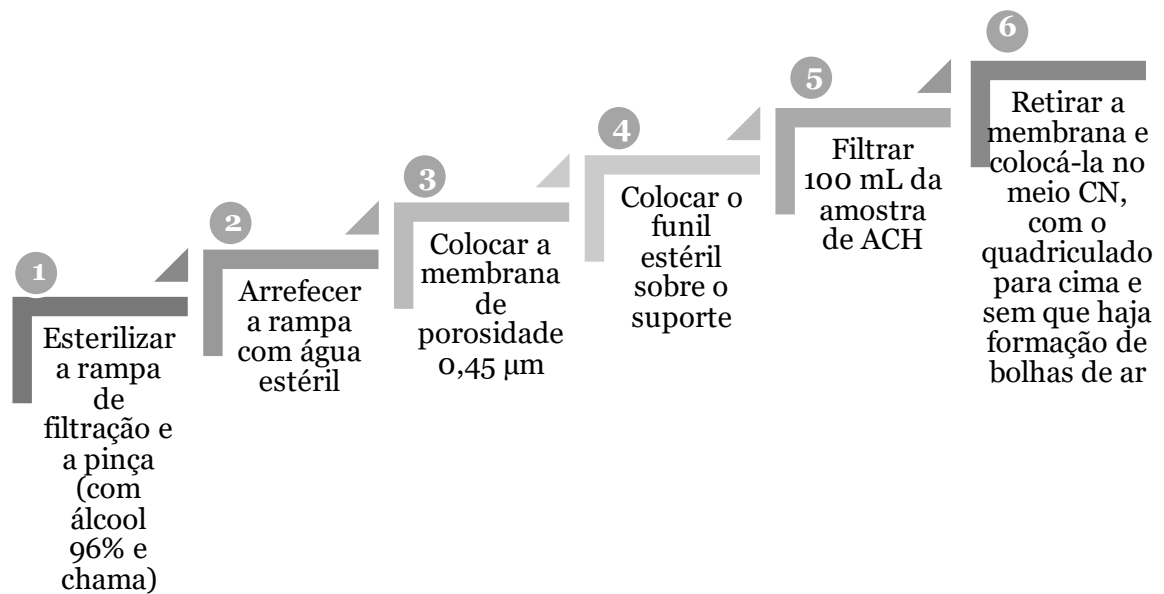 1
Esterilizar
a rampa
de
filtração e
a pinça
(com
álcool
96% e
chama)
2
Arrefecer
a rampa
com água
estéril
3
Colocar a
membrana
de
porosidade
0,45 µm
4
Colocar o
funil
estéril
sobre o
suporte
5
Filtrar
100 mL da
amostra
de ACH
6
Retirar a
membrana e
colocá-la no
meio CN,
com o
quadriculado
para cima e
sem que haja
formação de
bolhas de ar